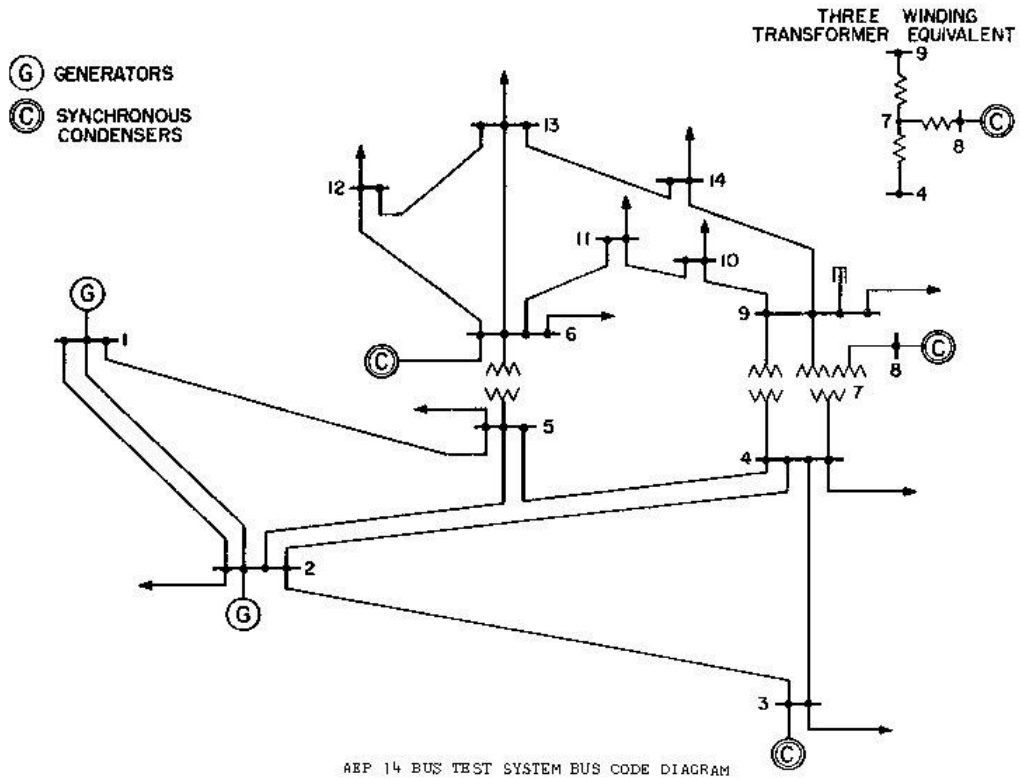 THREE WINDING
TRANSFORMER EQUIVALENT
9
7
C
8
4
G GENERATORS
C SYNCHRONOUS
CONDENSERS
13
12
14
11
10
G
1
9
6
C
8
C
7
5
4
2
G
3
C
AEP 14 BUS TEST SYSTEM BUS CODE DIAGRAM